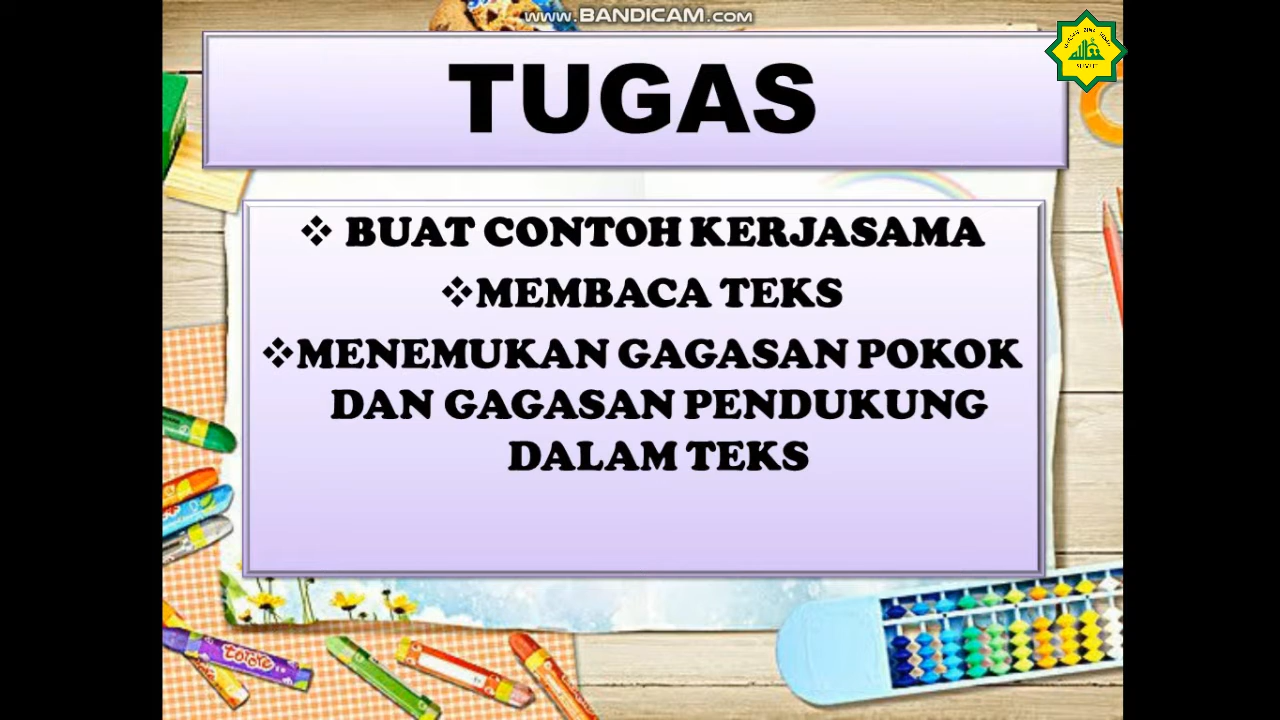 www.BANDICAM.com
TUGAS
❖ BUAT CONTOH KERJASAMA
❖MEMBACA TEKS
❖MENEMUKAN GAGASAN POKOK
DAN GAGASAN PENDUKUNG
DALAM TEKS